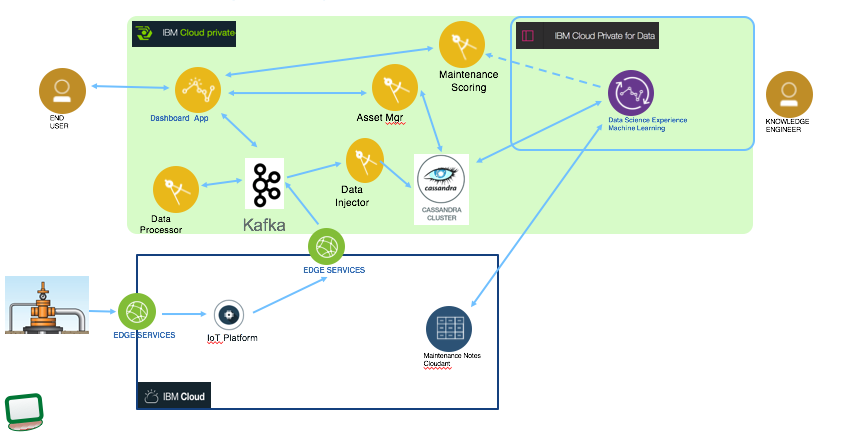 IBM Cloud private
IBM Cloud Private for Data
Maintenance
Scoring
END
USER
Dashboard App
Asset Mgr
Data Science Experience
Machine Learning
KNOWLEDGE
ENGINEER
Data
Processor
Kafka
Data
Injector
cassandra
CASSANDRA
CLUSTER
EDGE SERVICES
EDGE SERVICES
IoT Platform
Maintenance Notes
Cloudant
IBM Cloud